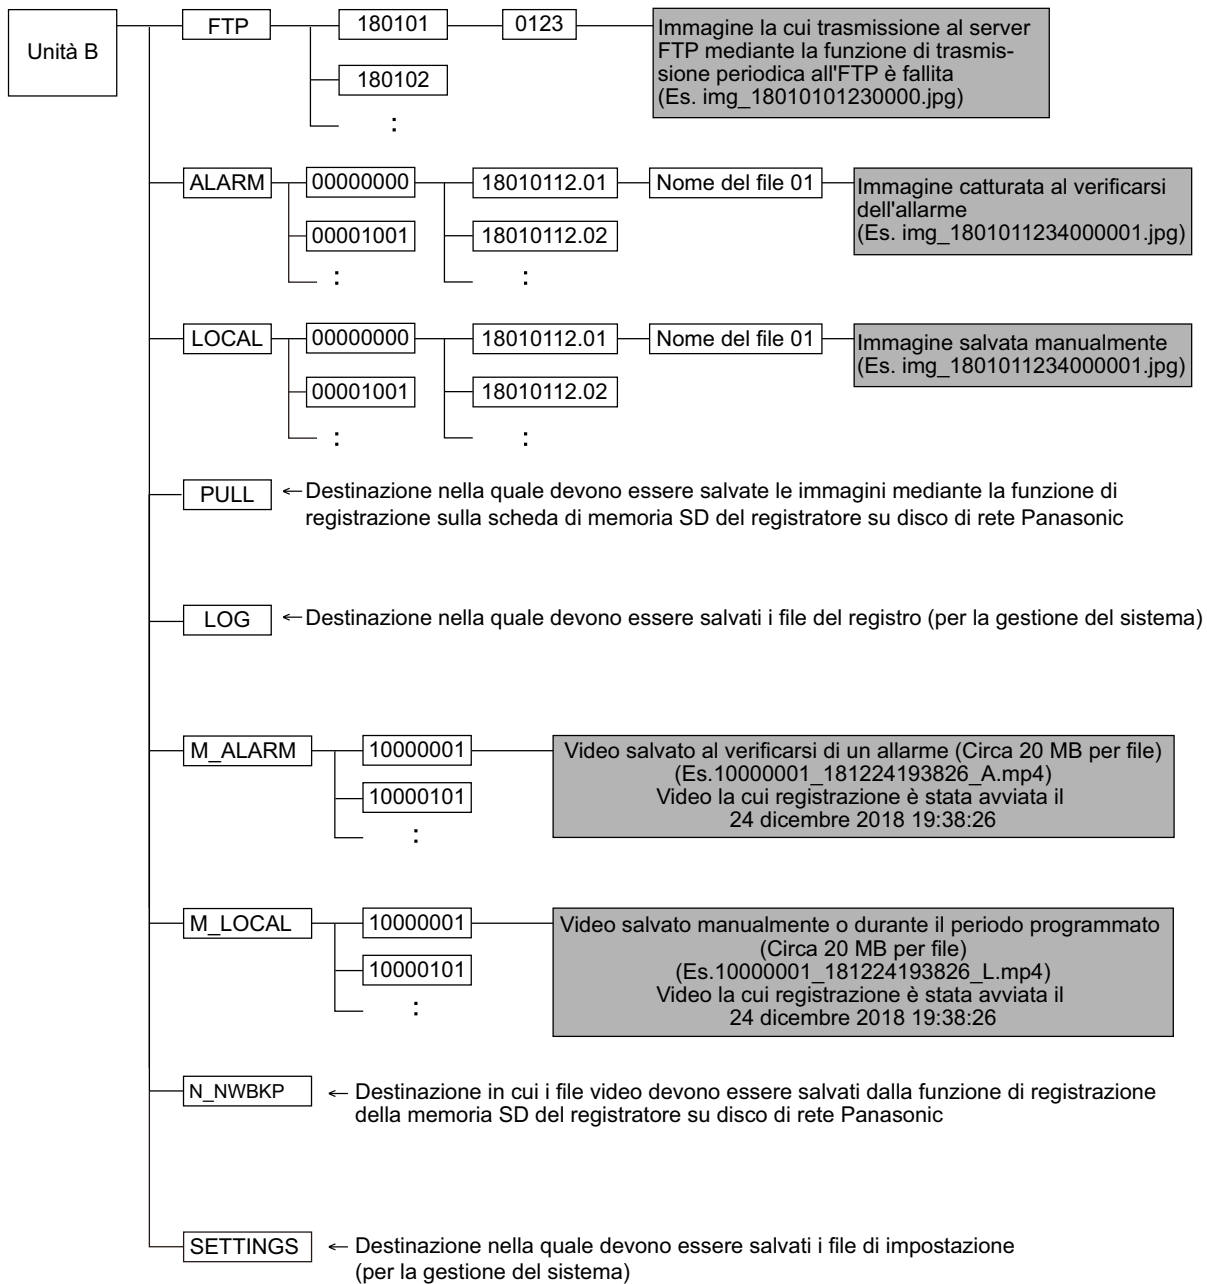 Unità B
FTP
180101
0123
Immagine la cui trasmissione al server
FTP mediante la funzione di trasmis-
sione periodica all'FTP è fallita
(Es. img_18010101230000.jpg)
180102
:
ALARM
00000000
18010112.01
Nome del file 01
Immagine catturata al verificarsi
dell'allarme
(Es. img_1801011234000001.jpg)
00001001
18010112.02
:
:
LOCAL
00000000
18010112.01
Nome del file 01
Immagine salvata manualmente
(Es. img_1801011234000001.jpg)
00001001
18010112.02
:
:
PULL
← Destinazione nella quale devono essere salvate le immagini mediante la funzione di
registrazione sulla scheda di memoria SD del registratore su disco di rete Panasonic
LOG
← Destinazione nella quale devono essere salvati i file del registro (per la gestione del sistema)
M_ALARM
10000001
Video salvato al verificarsi di un allarme (Circa 20 MB per file)
(Es.10000001_181224193826_A.mp4)
Video la cui registrazione è stata avviata il
24 dicembre 2018 19:38:26
10000101
:
M_LOCAL
10000001
Video salvato manualmente o durante il periodo programmato
(Circa 20 MB per file)
(Es.10000001_181224193826_L.mp4)
Video la cui registrazione è stata avviata il
24 dicembre 2018 19:38:26
10000101
:
N_NWBKP
← Destinazione in cui i file video devono essere salvati dalla funzione di registrazione
della memoria SD del registratore su disco di rete Panasonic
SETTINGS
← Destinazione nella quale devono essere salvati i file di impostazione
(per la gestione del sistema)